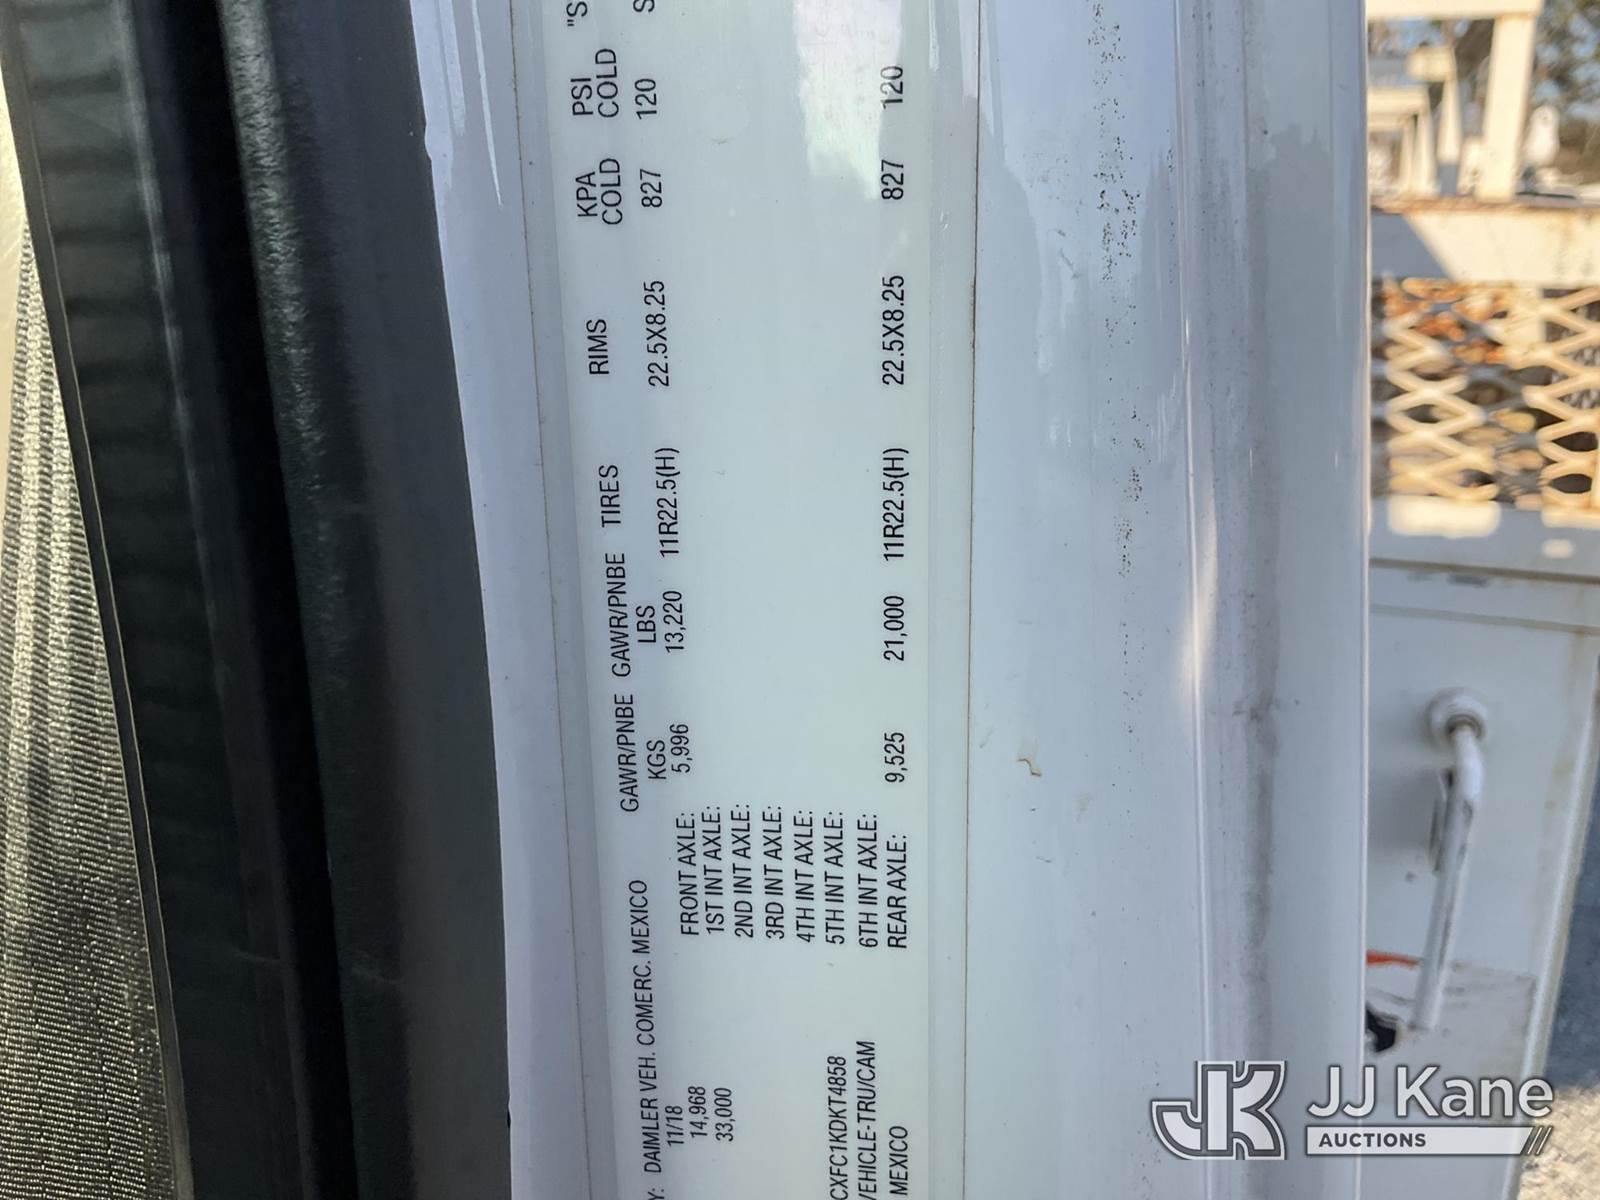 Y: DAIMLER VEH. COMERC. MEXICO GAWR/PNBE GAWR/PNBE TIRES RIMS KPA PSI "S
11/18 KGS LBS COLD COLD
14,968 FRONT AXLE: 5,996 13,220 11R22.5(H) 22.5X8.25 827 120 S
33,000 1ST INT AXLE:
2ND INT AXLE:
3RD INT AXLE:
4TH INT AXLE:
CXFC1KDKT4858 5TH INT AXLE:
VEHICLE-TRU/CAM 6TH INT AXLE:
MEXICO REAR AXLE: 9,525 21,000 11R22.5(H) 22.5X8.25 827 120
JK JJ Kane
AUCTIONS